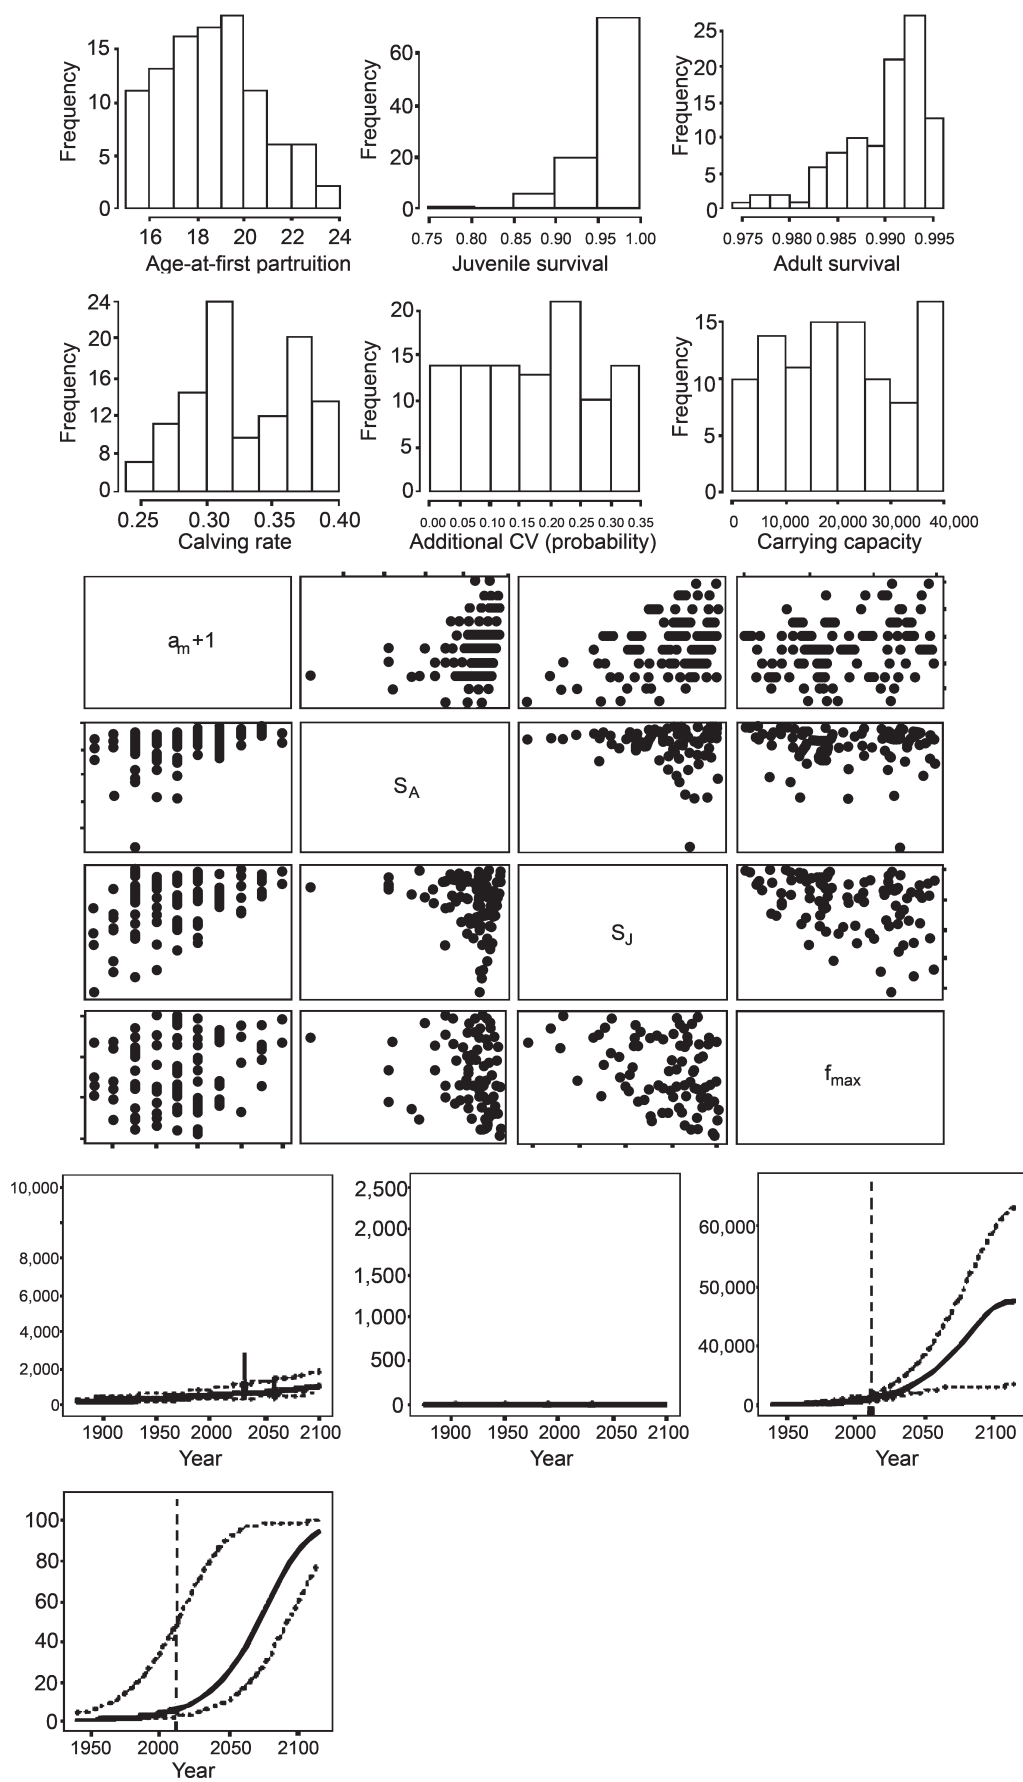 Frequency
15
10
5
0
16 18 20 22 24
Age-at-first partruition
Frequency
60
40
20
0
0.75 0.80 0.85 0.90 0.95 1.00
Juvenile survival
Frequency
25
20
15
10
5
0
0.975 0.980 0.985 0.990 0.995
Adult survival
Frequency
24
20
16
12
8
0
0.25 0.30 0.35 0.40
Calving rate
Frequency
20
15
10
5
0
0.00 0.05 0.10 0.15 0.20 0.25 0.30 0.35
Additional CV (probability)
Frequency
15
10
5
0
0 10,000 20,000 30,000 40,000
Carrying capacity
am+1
SA
SJ
fmax
10,000
8,000
6,000
4,000
2,000
0
1900 1950 2000 2050 2100
Year
2,500
2,000
1,500
1,000
500
0
1900 1950 2000 2050 2100
Year
60,000
50,000
40,000
0
1950 2000 2050 2100
Year
100
80
60
40
20
0
1950 2000 2050 2100
Year